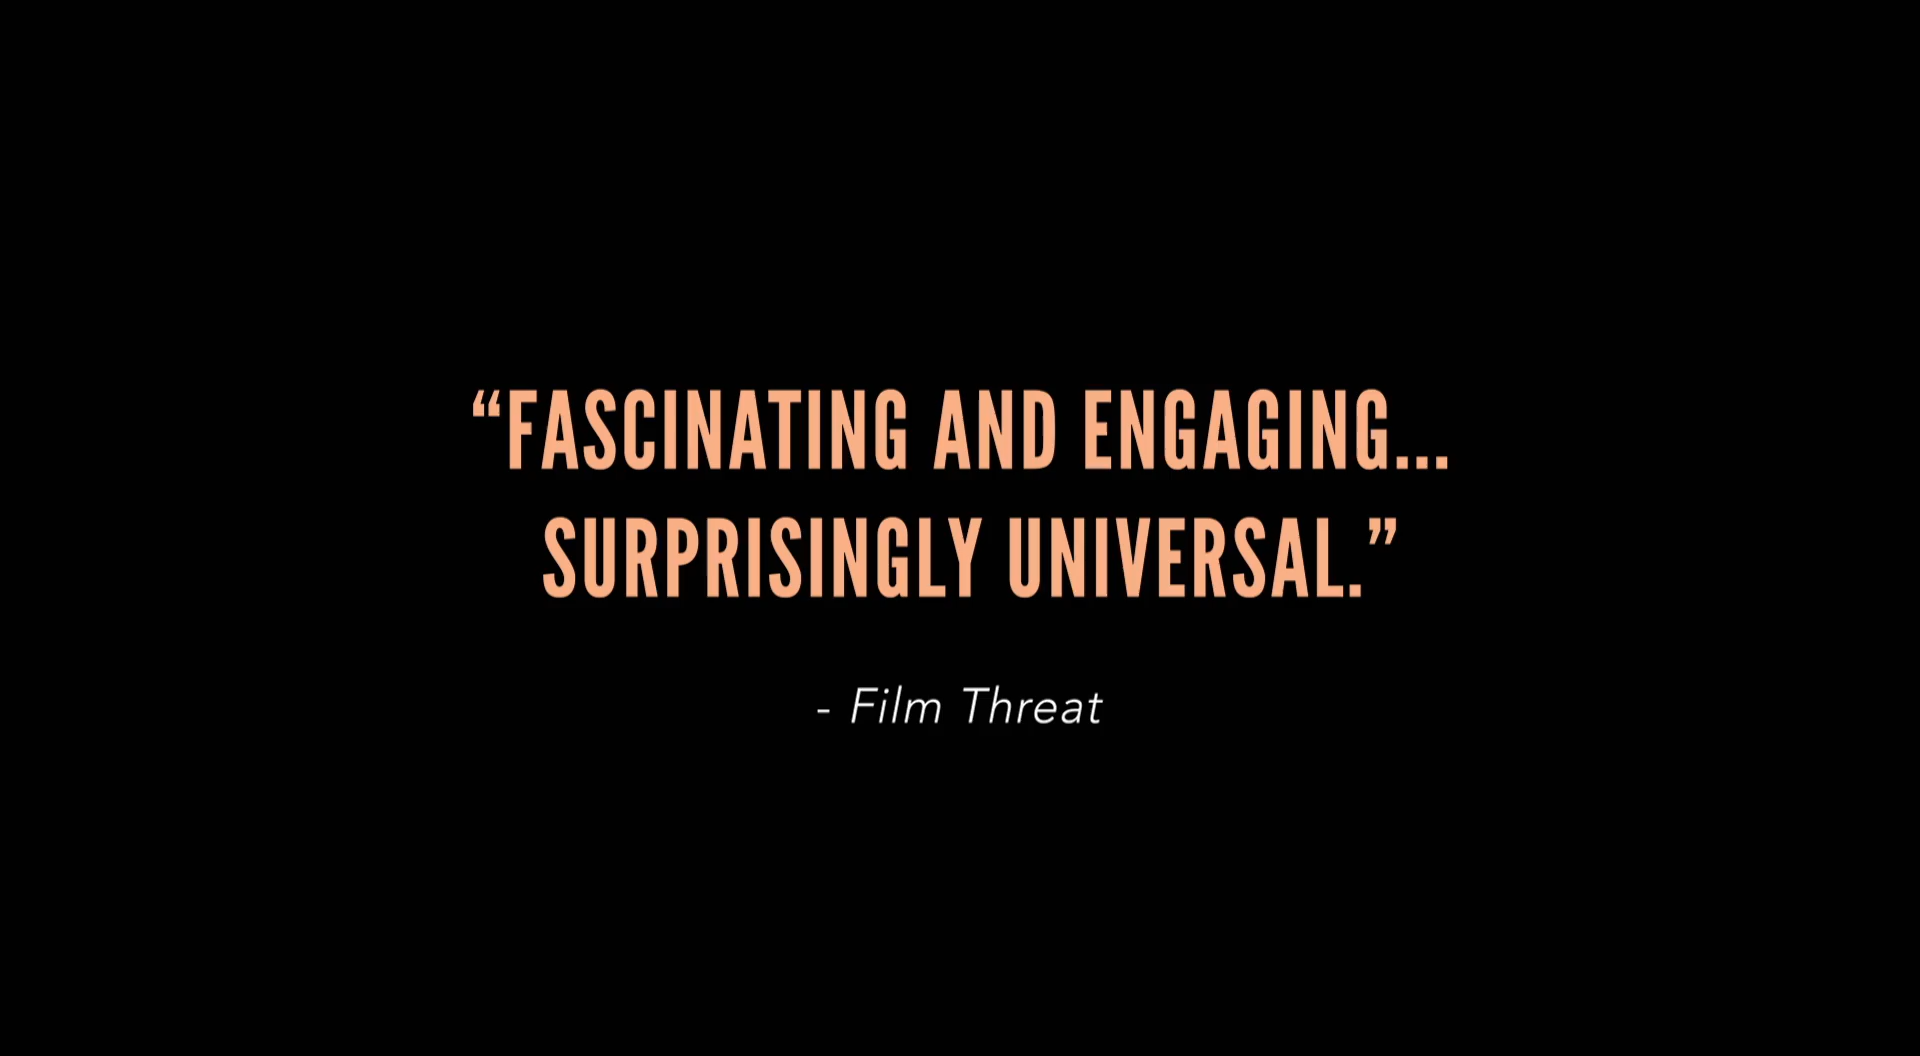 “FASCINATING AND ENGAGING...
SURPRISINGLY UNIVERSAL.”
- Film Threat